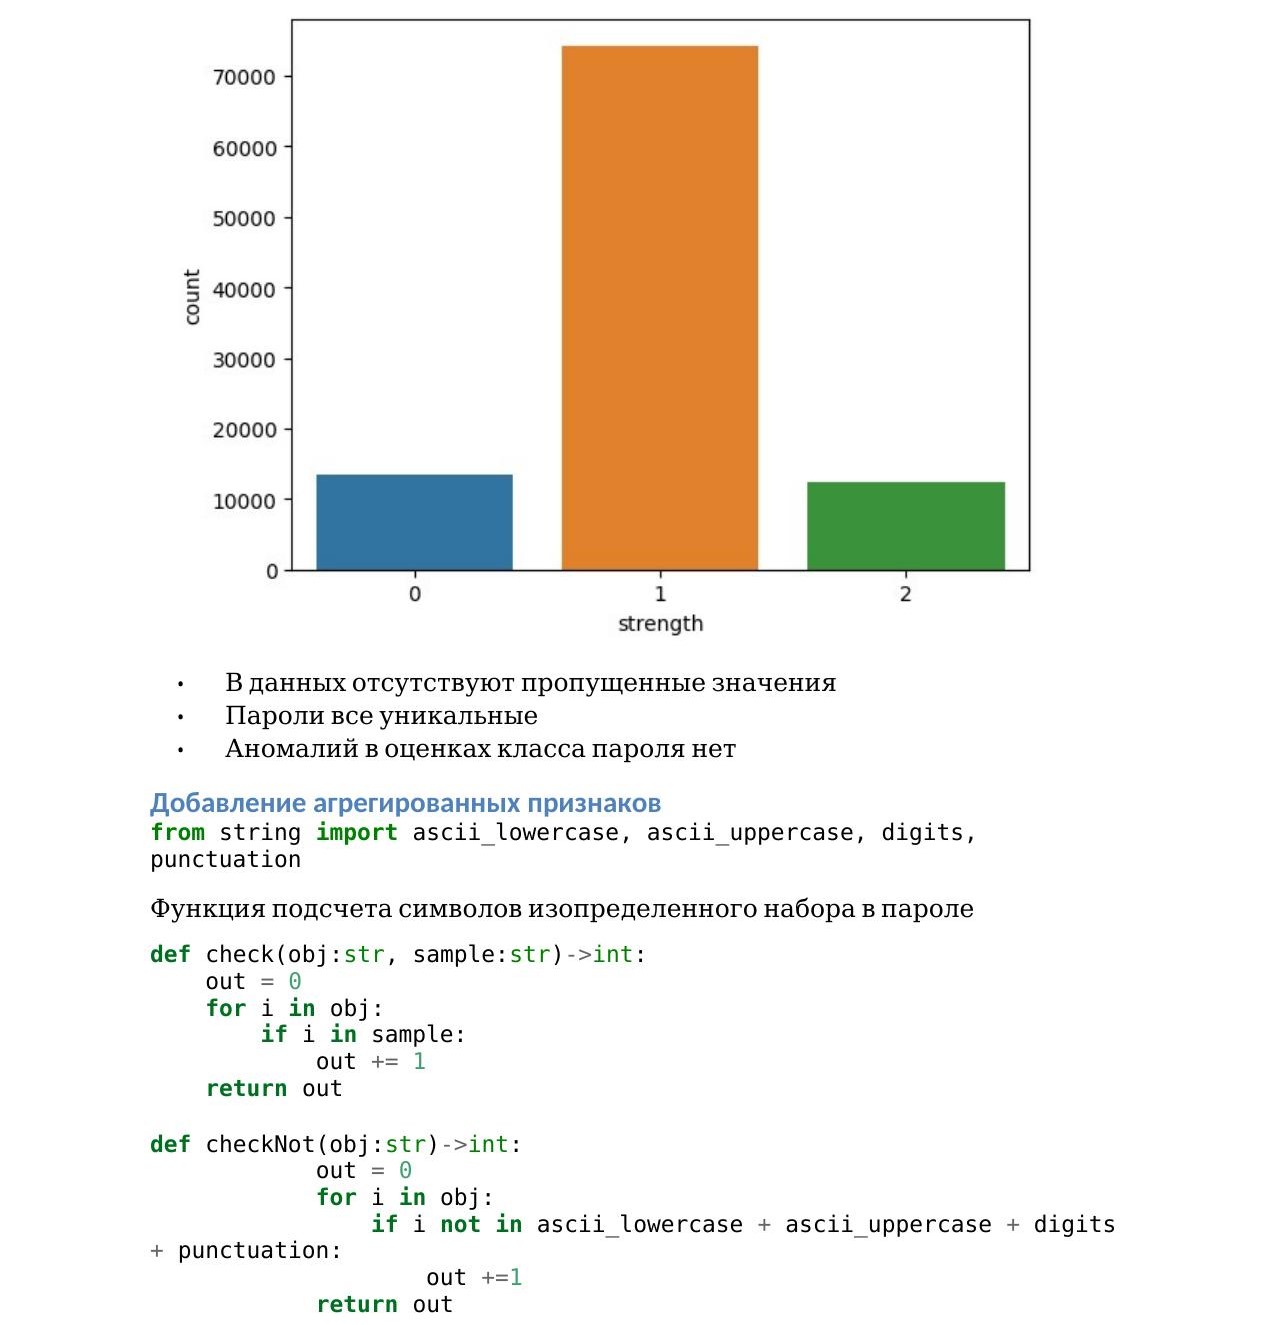 70000
60000
50000
40000
30000
20000
10000
0
count
0 1 2
strength
• В данных отсутствуют пропущенные значения
• Пароли все уникальные
• Аномалий в оценках класса пароля нет
Добавление агрегированных признаков
from string import ascii_lowercase, ascii_uppercase, digits,
punctuation
Функция подсчета символов изопределенного набора в пароле
def check(obj:str, sample:str)->int:
    out = 0
    for i in obj:
        if i in sample:
            out += 1
    return out
def checkNot(obj:str)->int:
            out = 0
            for i in obj:
                if i not in ascii_lowercase + ascii_uppercase + digits
+ punctuation:
                    out +=1
            return out